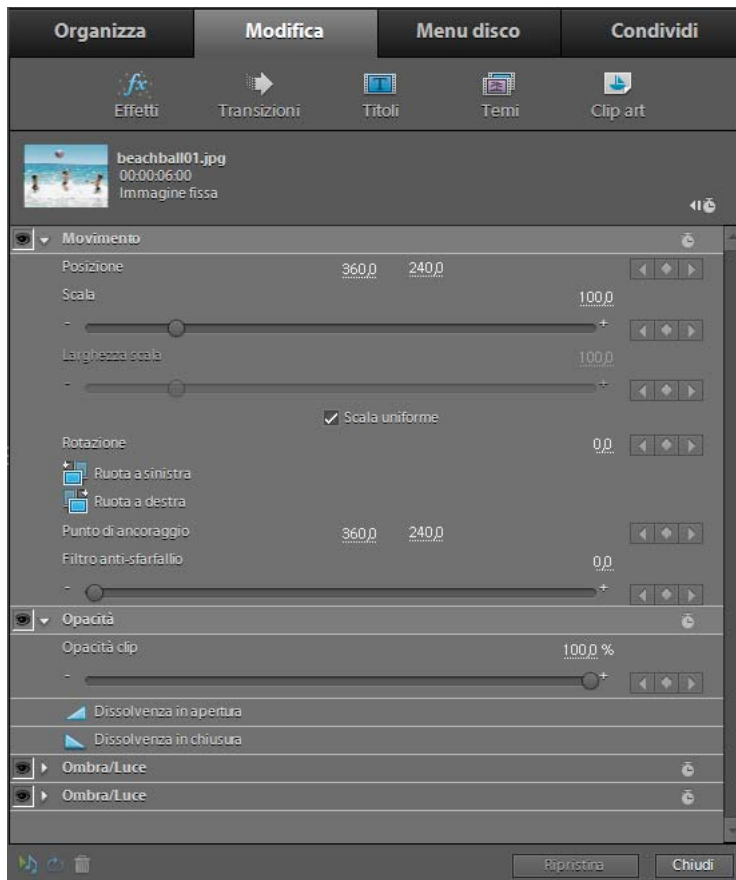 Organizza Modifica Menu disco Condividi
Effetti Transizioni Titoli Temi Clip art
beachball01.jpg
00:00:06:00
Immagine fissa
Movimento
Posizione 360,0 240,0
Scala 100,0
- +
Larghezza scala 100,0
- +
Scala uniforme
Rotazione 0,0
Ruota a sinistra
Ruota a destra
Punto di ancoraggio 360,0 240,0
Filtro anti-sfarfallio 0,0
- +
Opacità
Opacità clip 100,0 %
- +
Dissolvenza in apertura
Dissolvenza in chiusura
Ombra/Luce
Ombra/Luce
Ripristina Chiudi